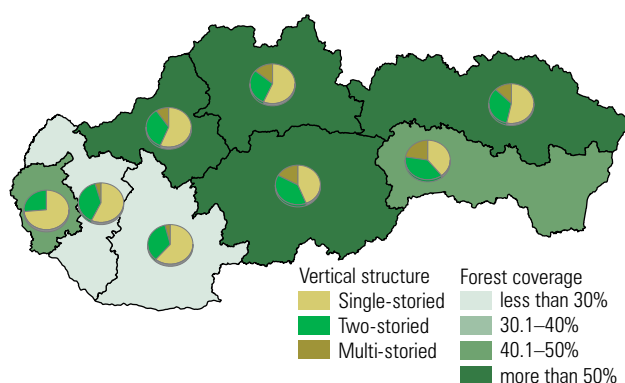 Vertical structure
Single-storied
Two-storied
Multi-storied
Forest coverage
less than 30%
30.1–40%
40.1–50%
more than 50%